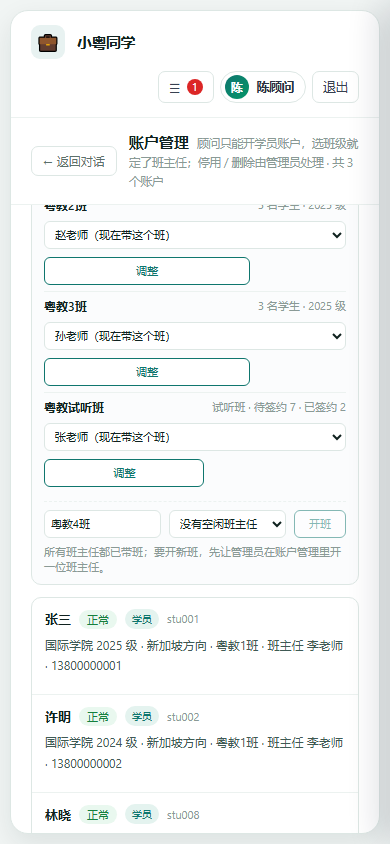 小粤同学
☰ 1 陈 陈顾问 退出
← 返回对话 账户管理 顾问只能开学员账户，选班级就
定了班主任；停用 / 删除由管理员处理 · 共 3
个账户
粤教2班 3 名学生 · 2025 级
赵老师（现在带这个班）
调整
粤教3班 3 名学生 · 2025 级
孙老师（现在带这个班）
调整
粤教试听班 试听班 · 待签约 7 · 已签约 2
张老师（现在带这个班）
调整
粤教4班 没有空闲班主任 开班
所有班主任都已带班；要开新班，先让管理员在账户管理里开
一位班主任。
张三 正常 学员 stu001
国际学院 2025 级 · 新加坡方向 · 粤教1班 · 班主任 李老师
· 13800000001
许明 正常 学员 stu002
国际学院 2024 级 · 新加坡方向 · 粤教1班 · 班主任 李老师
· 13800000002
林晓 正常 学员 stu008